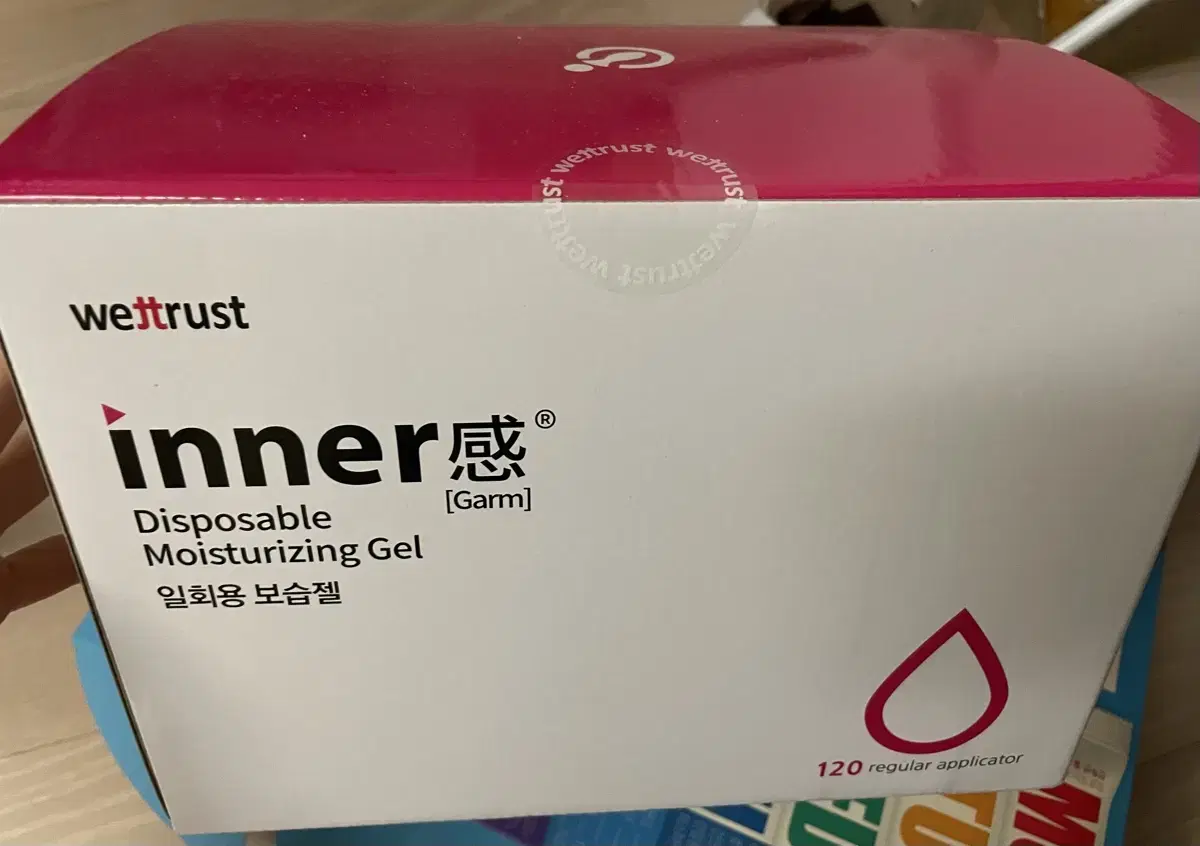 wettrust wettrust wettrust wettrust
wettrust
inner感®
[Garm]
Disposable
Moisturizing Gel
일회용 보습젤
120 regular applicator